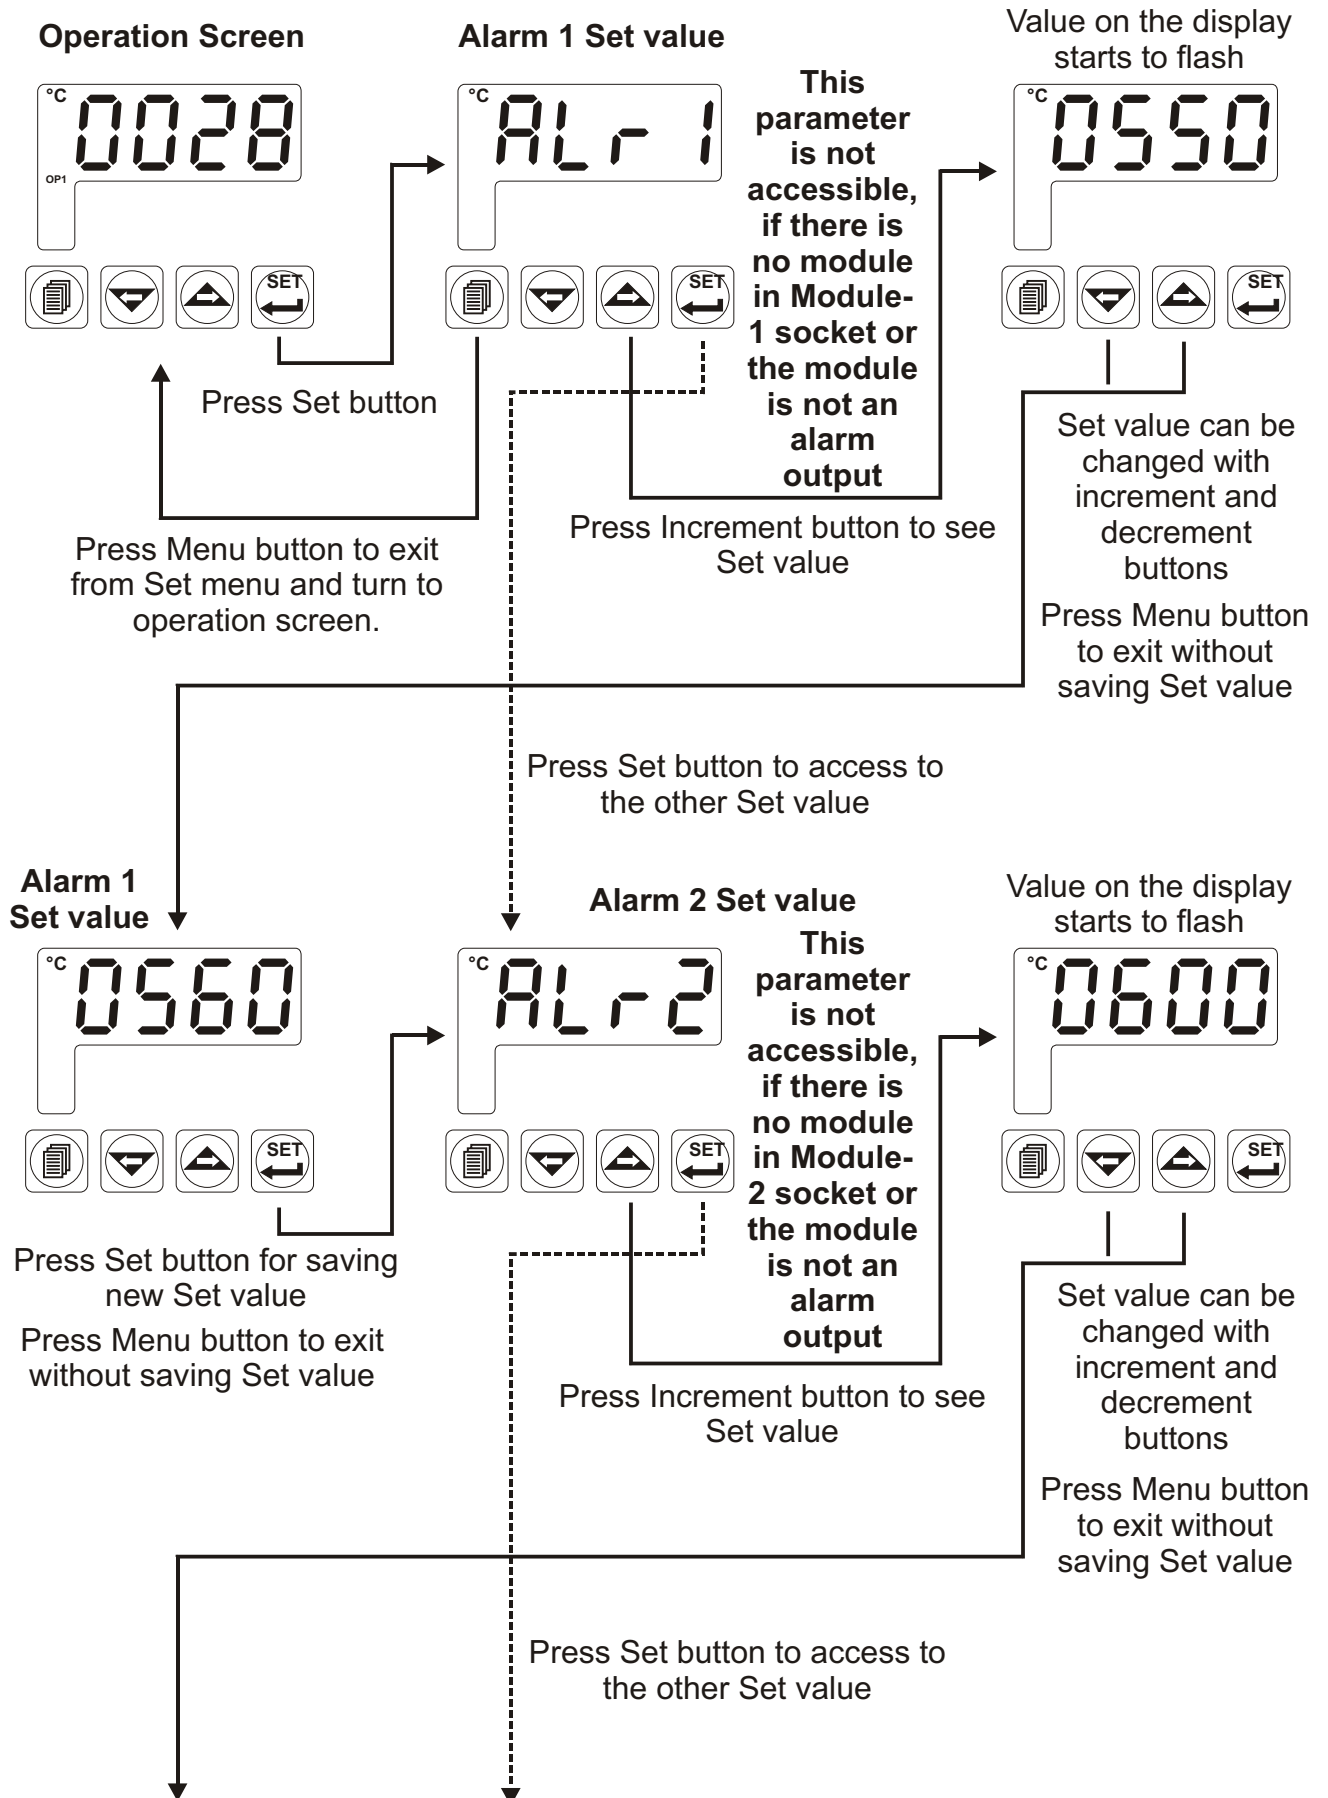 Operation Screen
°C
0028
OP1
SET
Press Set button
Press Menu button to exit
from Set menu and turn to
operation screen.
Alarm 1 Set value
°C
ALr 1
SET
This
parameter
is not
accessible,
if there is
no module
in Module-
1 socket or
the module
is not an
alarm
output
Press Increment button to see
Set value
Value on the display
starts to flash
°C
0550
SET
Set value can be
changed with
increment and
decrement
buttons
Press Menu button
to exit without
saving Set value
Press Set button to access to
the other Set value
Alarm 1
Set value
°C
0560
SET
Press Set button for saving
new Set value
Press Menu button to exit
without saving Set value
Alarm 2 Set value
°C
ALr2
SET
This
parameter
is not
accessible,
if there is
no module
in Module-
2 socket or
the module
is not an
alarm
output
Press Increment button to see
Set value
Value on the display
starts to flash
°C
0600
SET
Set value can be
changed with
increment and
decrement
buttons
Press Menu button
to exit without
saving Set value
Press Set button to access to
the other Set value